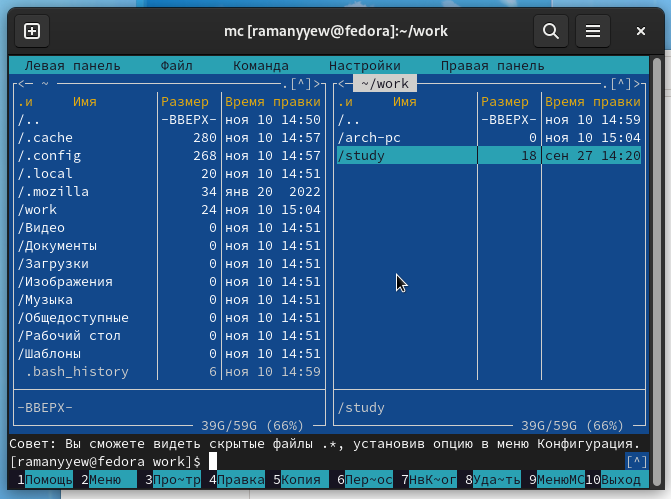 mc [ramanyyew@fedora]:~/work
Левая панель Файл Команда Настройки Правая панель
<─ ~ .[^]>
.и Имя Размер Время правки
/.. -ВВЕРХ- ноя 10 14:50
/.cache 280 ноя 10 14:57
/.config 268 ноя 10 14:57
/.local 20 ноя 10 14:51
/.mozilla 34 янв 20 2022
/work 24 ноя 10 15:04
/Видео 0 ноя 10 14:51
/Документы 0 ноя 10 14:51
/Загрузки 0 ноя 10 14:51
/Изображения 0 ноя 10 14:51
/Музыка 0 ноя 10 14:51
/Общедоступные 0 ноя 10 14:51
/Рабочий стол 0 ноя 10 14:51
/Шаблоны 0 ноя 10 14:51
.bash_history 6 ноя 10 14:59
-ВВЕРХ-
39G/59G (66%)
<─ ~/work .[^]>
.и Имя Размер Время правки
/.. -ВВЕРХ- ноя 10 14:59
/arch-pc 0 ноя 10 15:04
/study 18 сен 27 14:20
/study
39G/59G (66%)
Совет: Вы сможете видеть скрытые файлы .*, установив опцию в меню Конфигурация.
[ramanyyew@fedora work]$ [^]
1Помощь 2Меню 3Про~тр 4Правка 5Копия 6Пер~ос 7НвК~ог 8Уда~ть 9МенюMC 10Выход